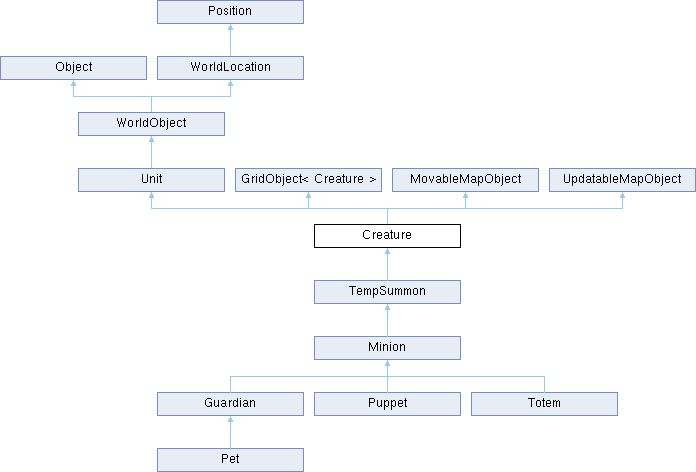 Position
Object
WorldLocation
WorldObject
Unit
GridObject< Creature >
MovableMapObject
UpdatableMapObject
Creature
TempSummon
Minion
Guardian
Puppet
Totem
Pet